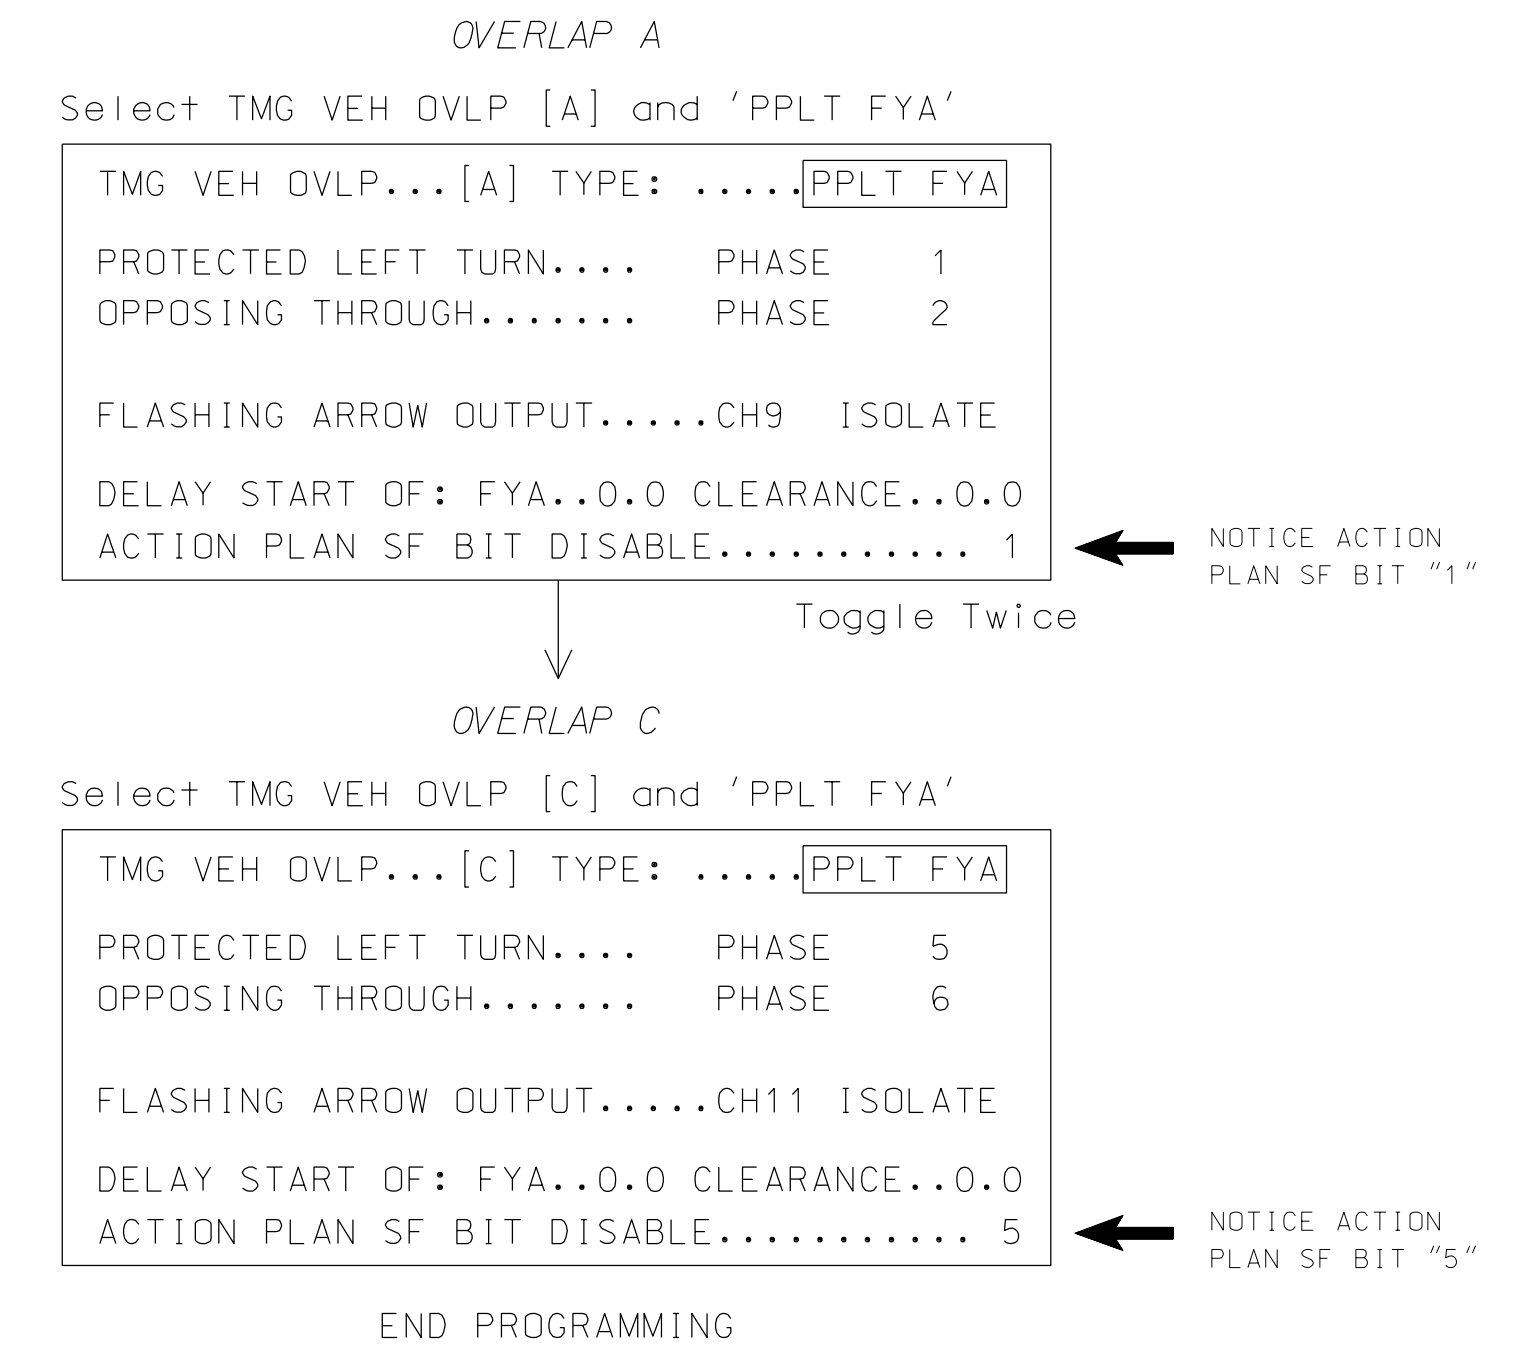 OVERLAP A
Select TMG VEH OVLP [A] and 'PPLT FYA'
TMG VEH OVLP...[A] TYPE: .....PPLT FYA
PROTECTED LEFT TURN.... PHASE 1
OPPOSING THROUGH....... PHASE 2
FLASHING ARROW OUTPUT.....CH9 ISOLATE
DELAY START OF: FYA..0.0 CLEARANCE..0.0
ACTION PLAN SF BIT DISABLE........... 1
NOTICE ACTION
PLAN SF BIT "1"
Toggle Twice
OVERLAP C
Select TMG VEH OVLP [C] and 'PPLT FYA'
TMG VEH OVLP...[C] TYPE: .....PPLT FYA
PROTECTED LEFT TURN.... PHASE 5
OPPOSING THROUGH....... PHASE 6
FLASHING ARROW OUTPUT.....CH11 ISOLATE
DELAY START OF: FYA..0.0 CLEARANCE..0.0
ACTION PLAN SF BIT DISABLE........... 5
NOTICE ACTION
PLAN SF BIT "5"
END PROGRAMMING